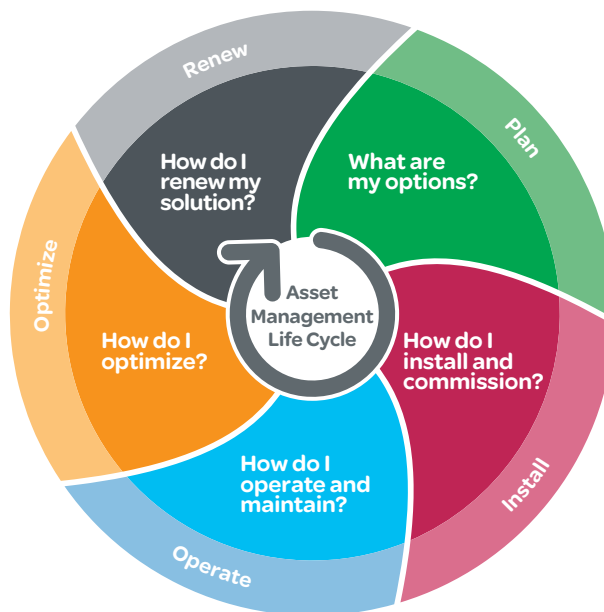 Renew
How do I
renew my
solution?
Plan
What are
my options?
Install
How do I
install and
commission?
Operate
How do I
operate and
maintain?
Optimize
How do I
optimize?
Asset
Management
Life Cycle